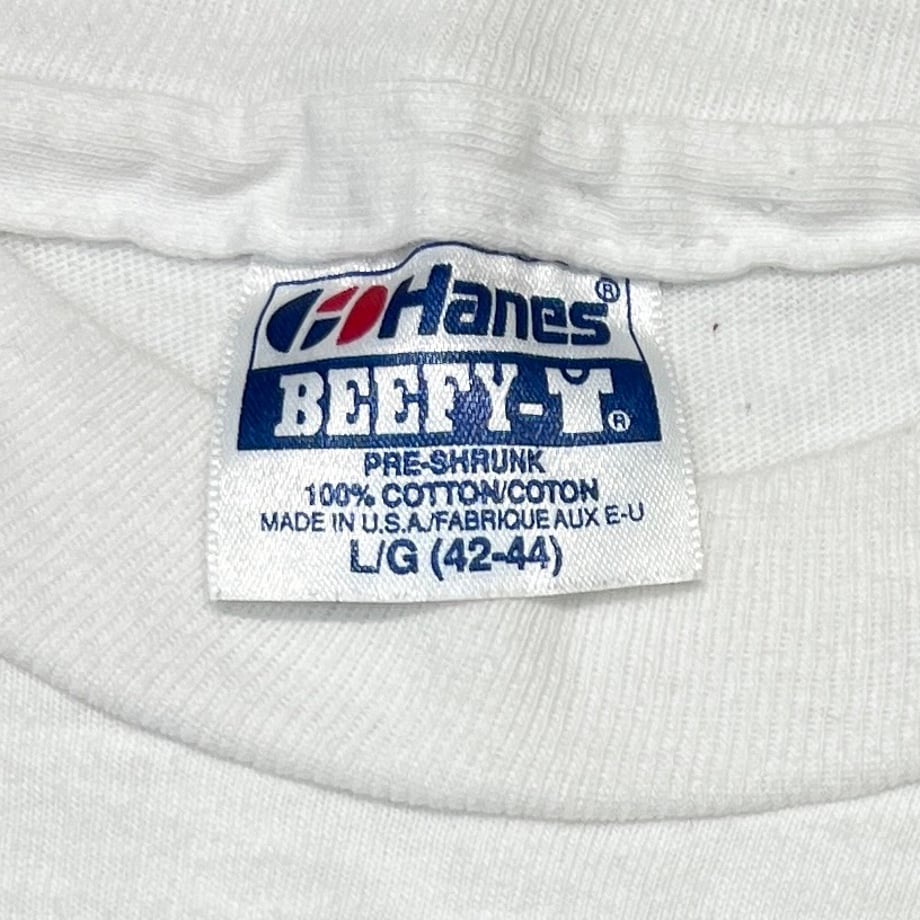 Hanes®
BEEFY-T®
PRE-SHRUNK
100% COTTON/COTON
MADE IN U.S.A./FABRIQUE AUX E-U
L/G (42-44)